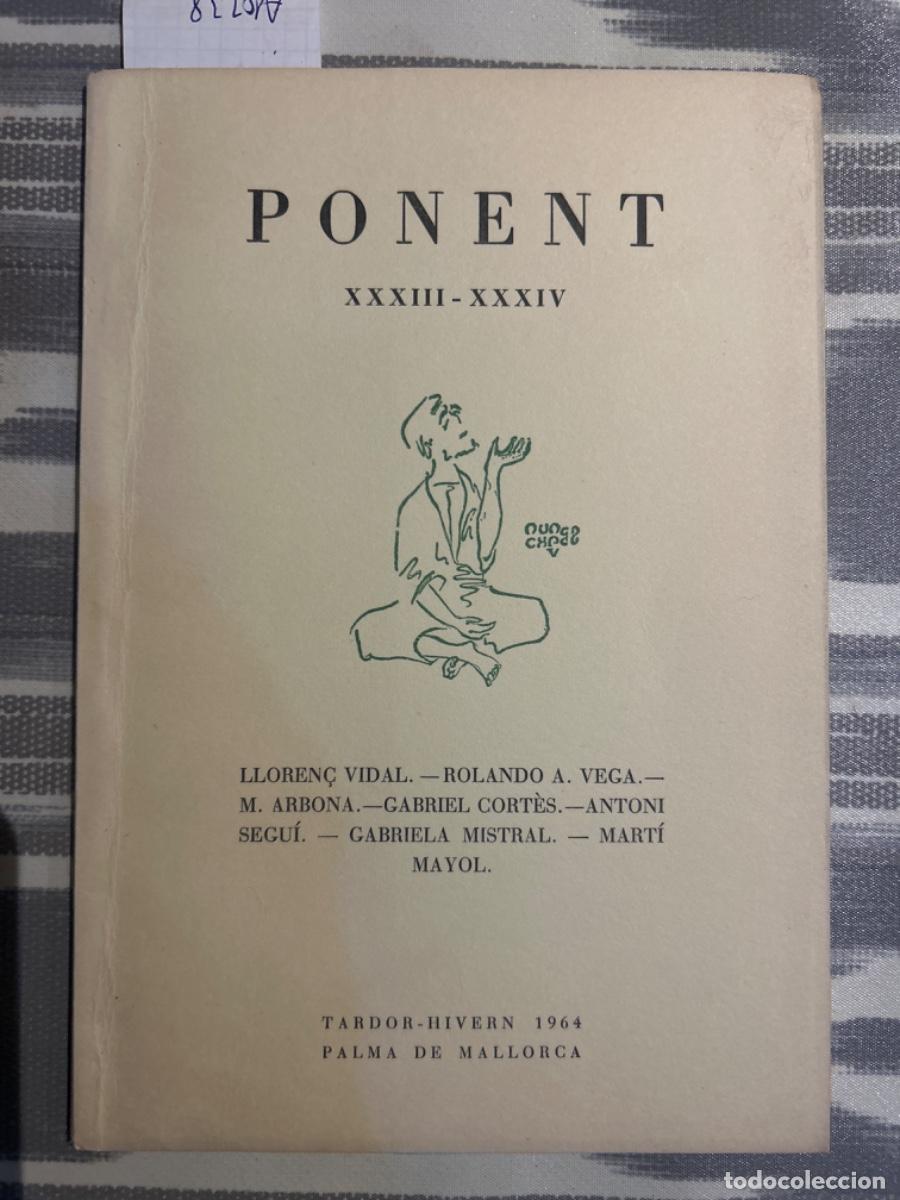 PONENT
XXXIII - XXXIV
LLORENÇ VIDAL. — ROLANDO A. VEGA.—
M. ARBONA.—GABRIEL CORTÈS.—ANTONI
SEGUÍ. — GABRIELA MISTRAL. — MARTÍ
MAYOL.
TARDOR-HIVERN 1964
PALMA DE MALLORCA
todocoleccion